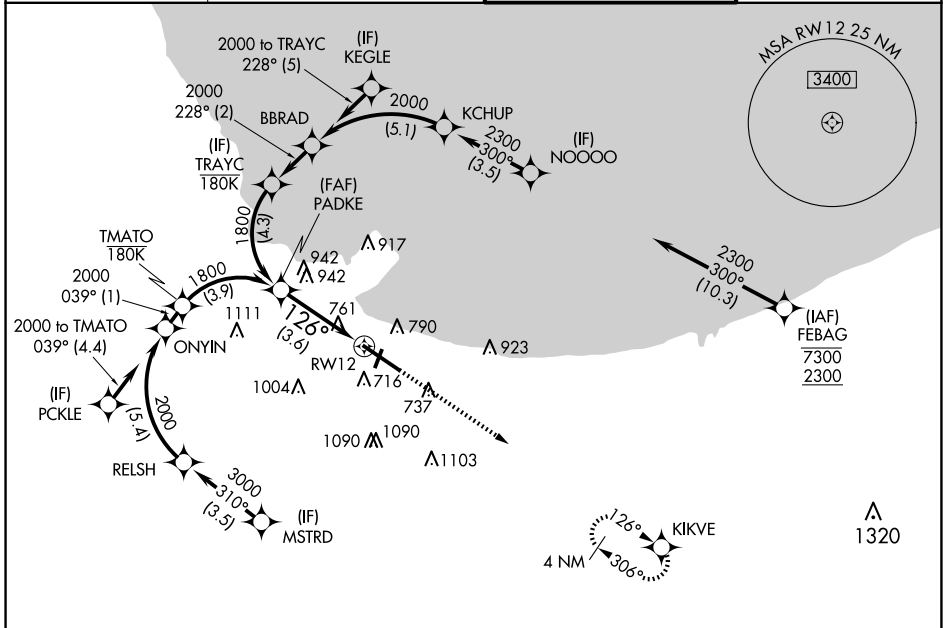 2000 to TRAYC
228° (5)
(IF)
KEGLE
MSA RW12 25 NM
3400
2000
228° (2)
BBRAD
2000
(5.1)
KCHUP
2300
300°
(3.5)
(IF)
NOOOO
(IF)
TRAYC
180K
(FAF)
PADKE
1800
(4.3)
TMATO
180K
942
942
917
2300
300°
(10.3)
2000
039° (1)
1800
(3.9)
2000 to TMATO
039° (4.4)
ONYIN
1111
126°
(3.6)
761
790
(IAF)
FEBAG
7300
2300
RW12
923
716
1004
737
(IF)
PCKLE
2000
(5.4)
1090
1090
1103
RELSH
3000
310°
(3.5)
(IF)
MSTRD
126°
306°
4 NM
KIKVE
1320